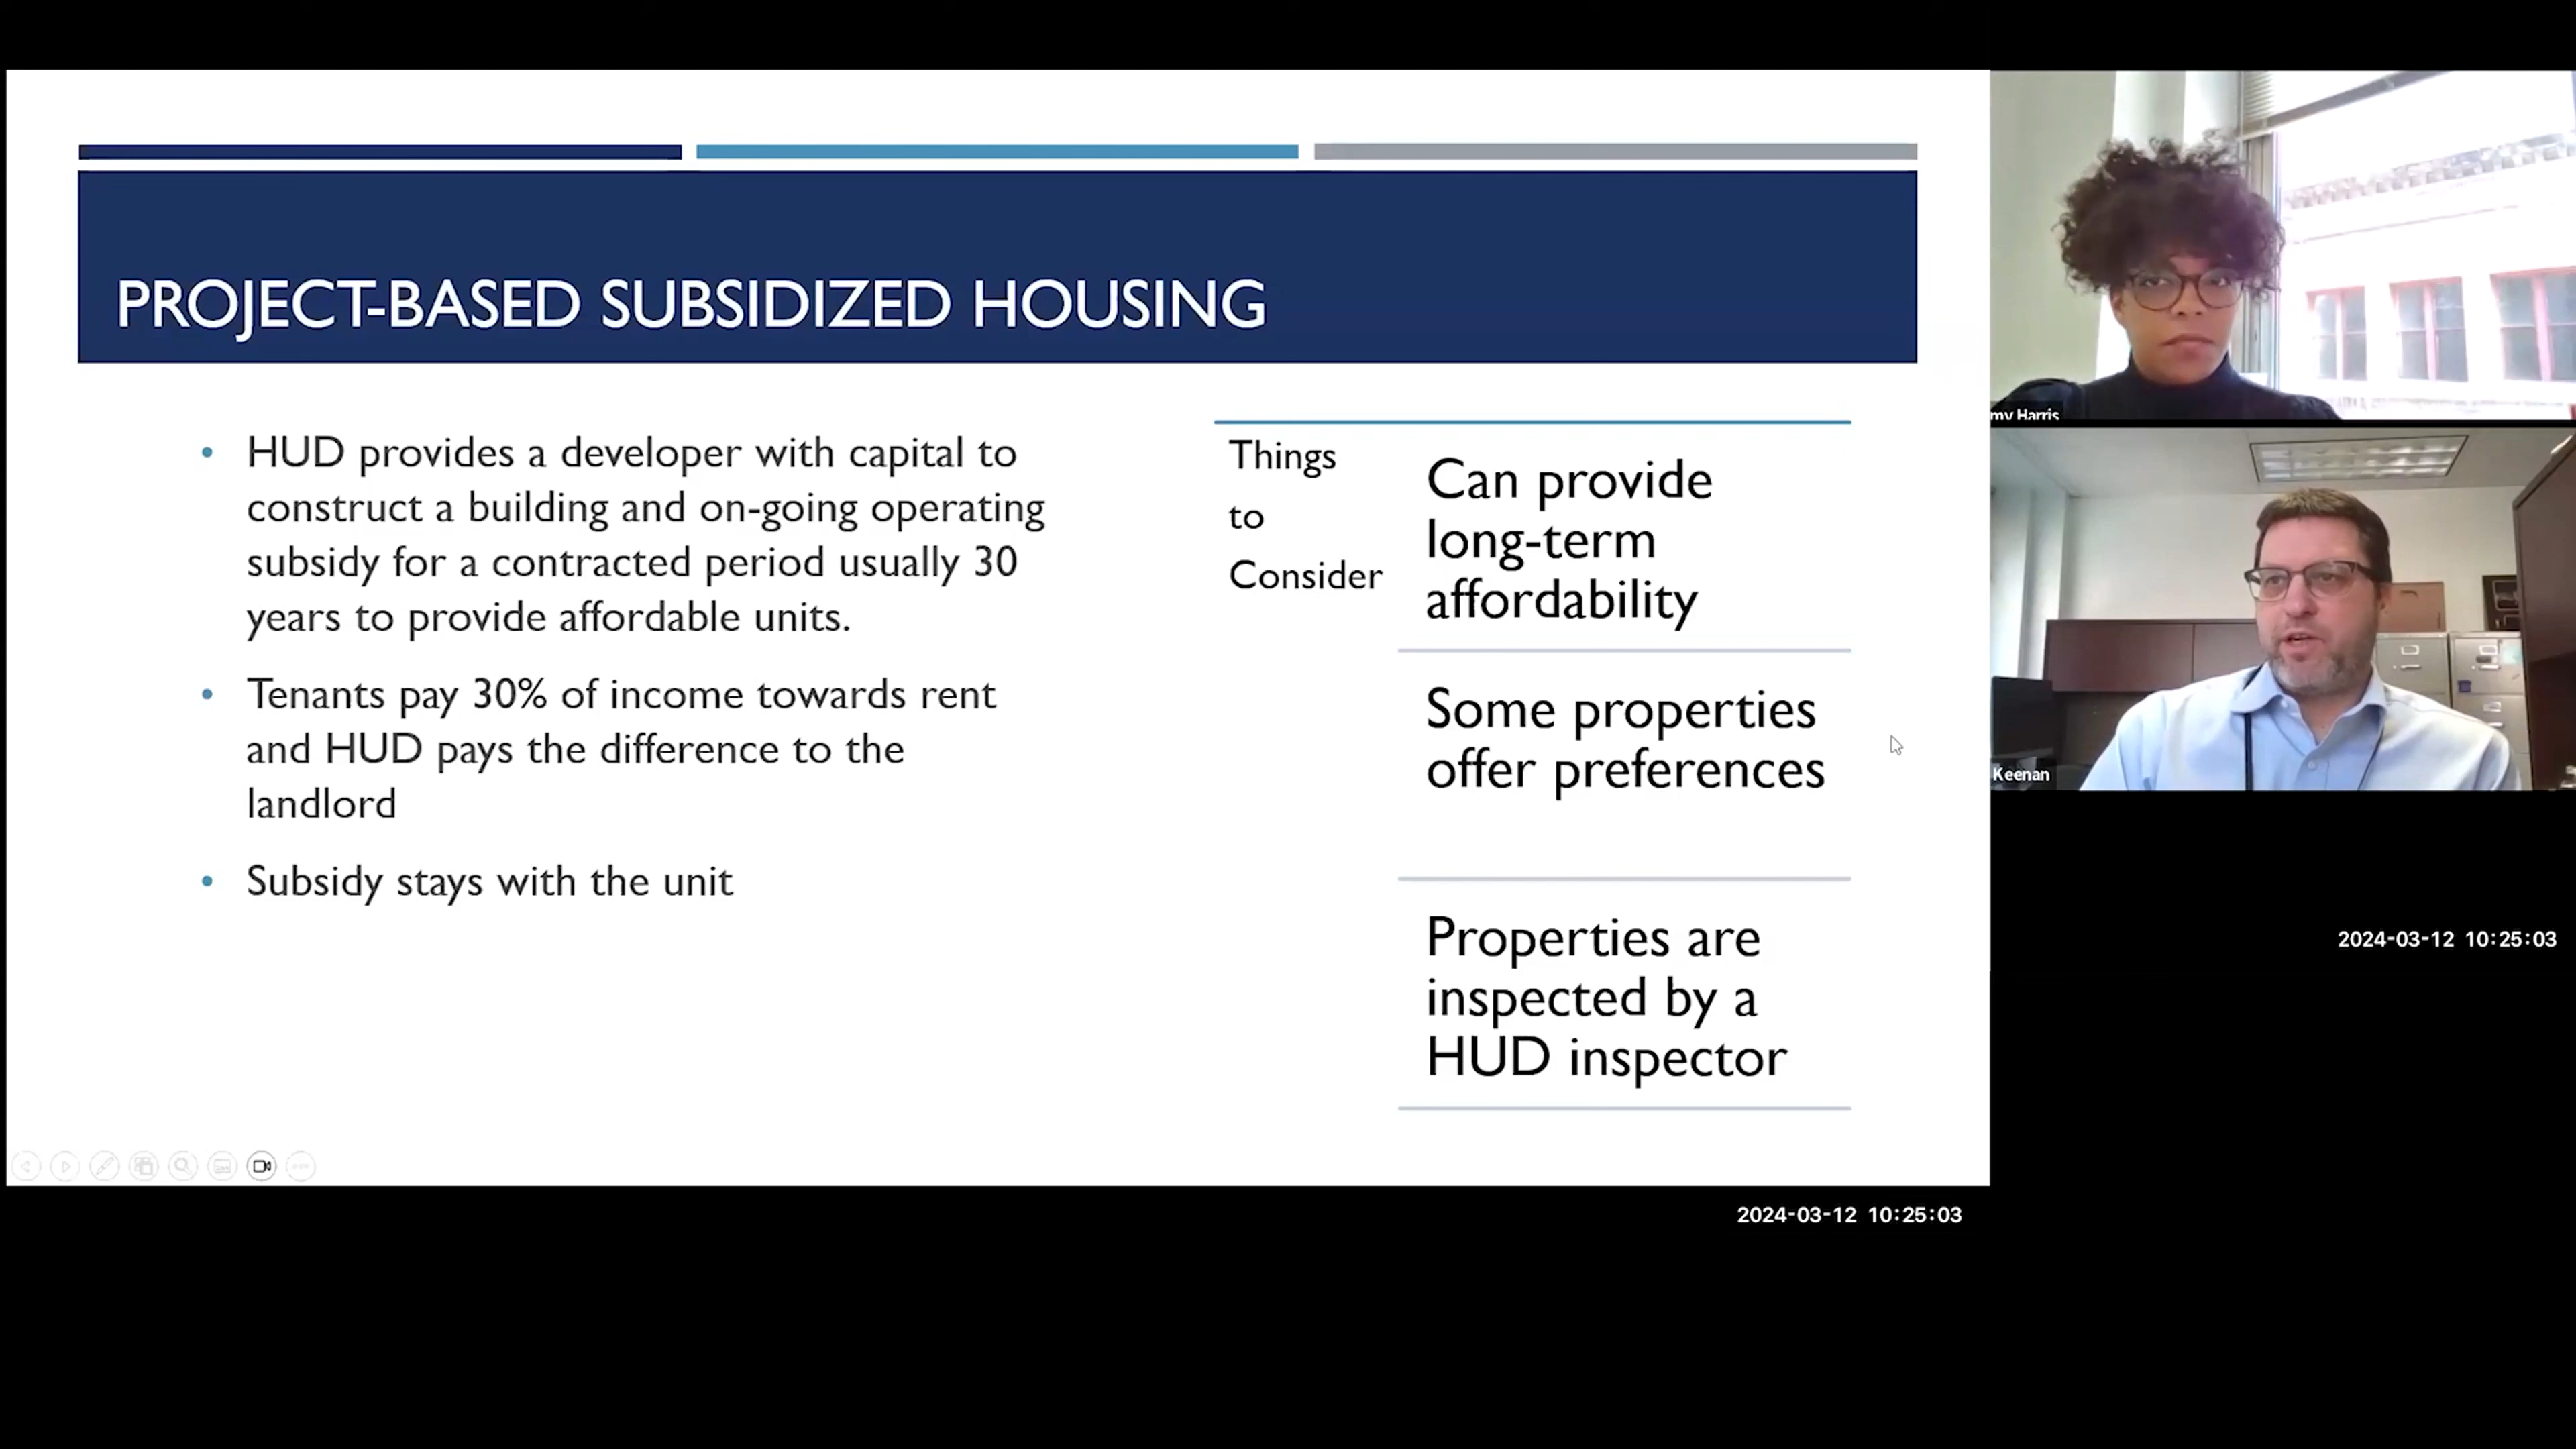 PROJECT-BASED SUBSIDIZED HOUSING
• HUD provides a developer with capital to
construct a building and on-going operating
subsidy for a contracted period usually 30
years to provide affordable units.
• Tenants pay 30% of income towards rent
and HUD pays the difference to the
landlord
• Subsidy stays with the unit
Things
to
Consider
Can provide
long-term
affordability
Some properties
offer preferences
Properties are
inspected by a
HUD inspector
my Harris
Keenan
2024-03-12 10:25:03
2024-03-12 10:25:03